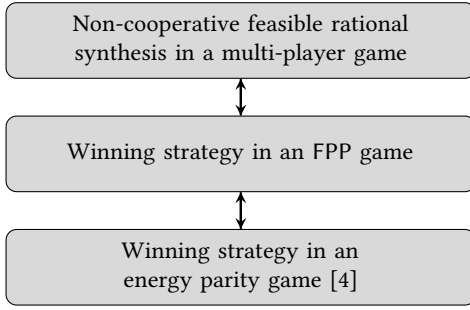 Non-cooperative feasible rational
synthesis in a multi-player game
Winning strategy in an FPP game
Winning strategy in an
energy parity game [4]